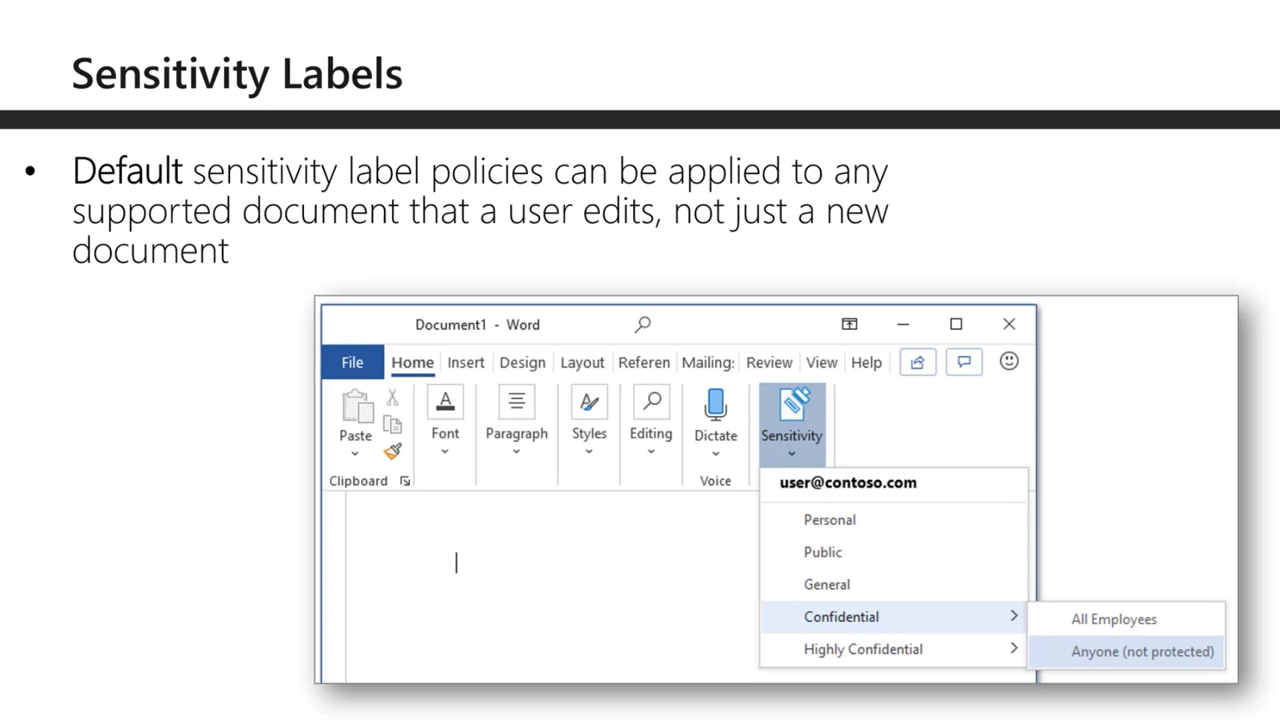 Sensitivity Labels
• Default sensitivity label policies can be applied to any
supported document that a user edits, not just a new
document
Document1 - Word
File Home Insert Design Layout Referen Mailing: Review View Help
Paste Font Paragraph Styles Editing Dictate Sensitivity
Clipboard Voice
user@contoso.com
Personal
Public
General
Confidential
All Employees
Highly Confidential
Anyone (not protected)